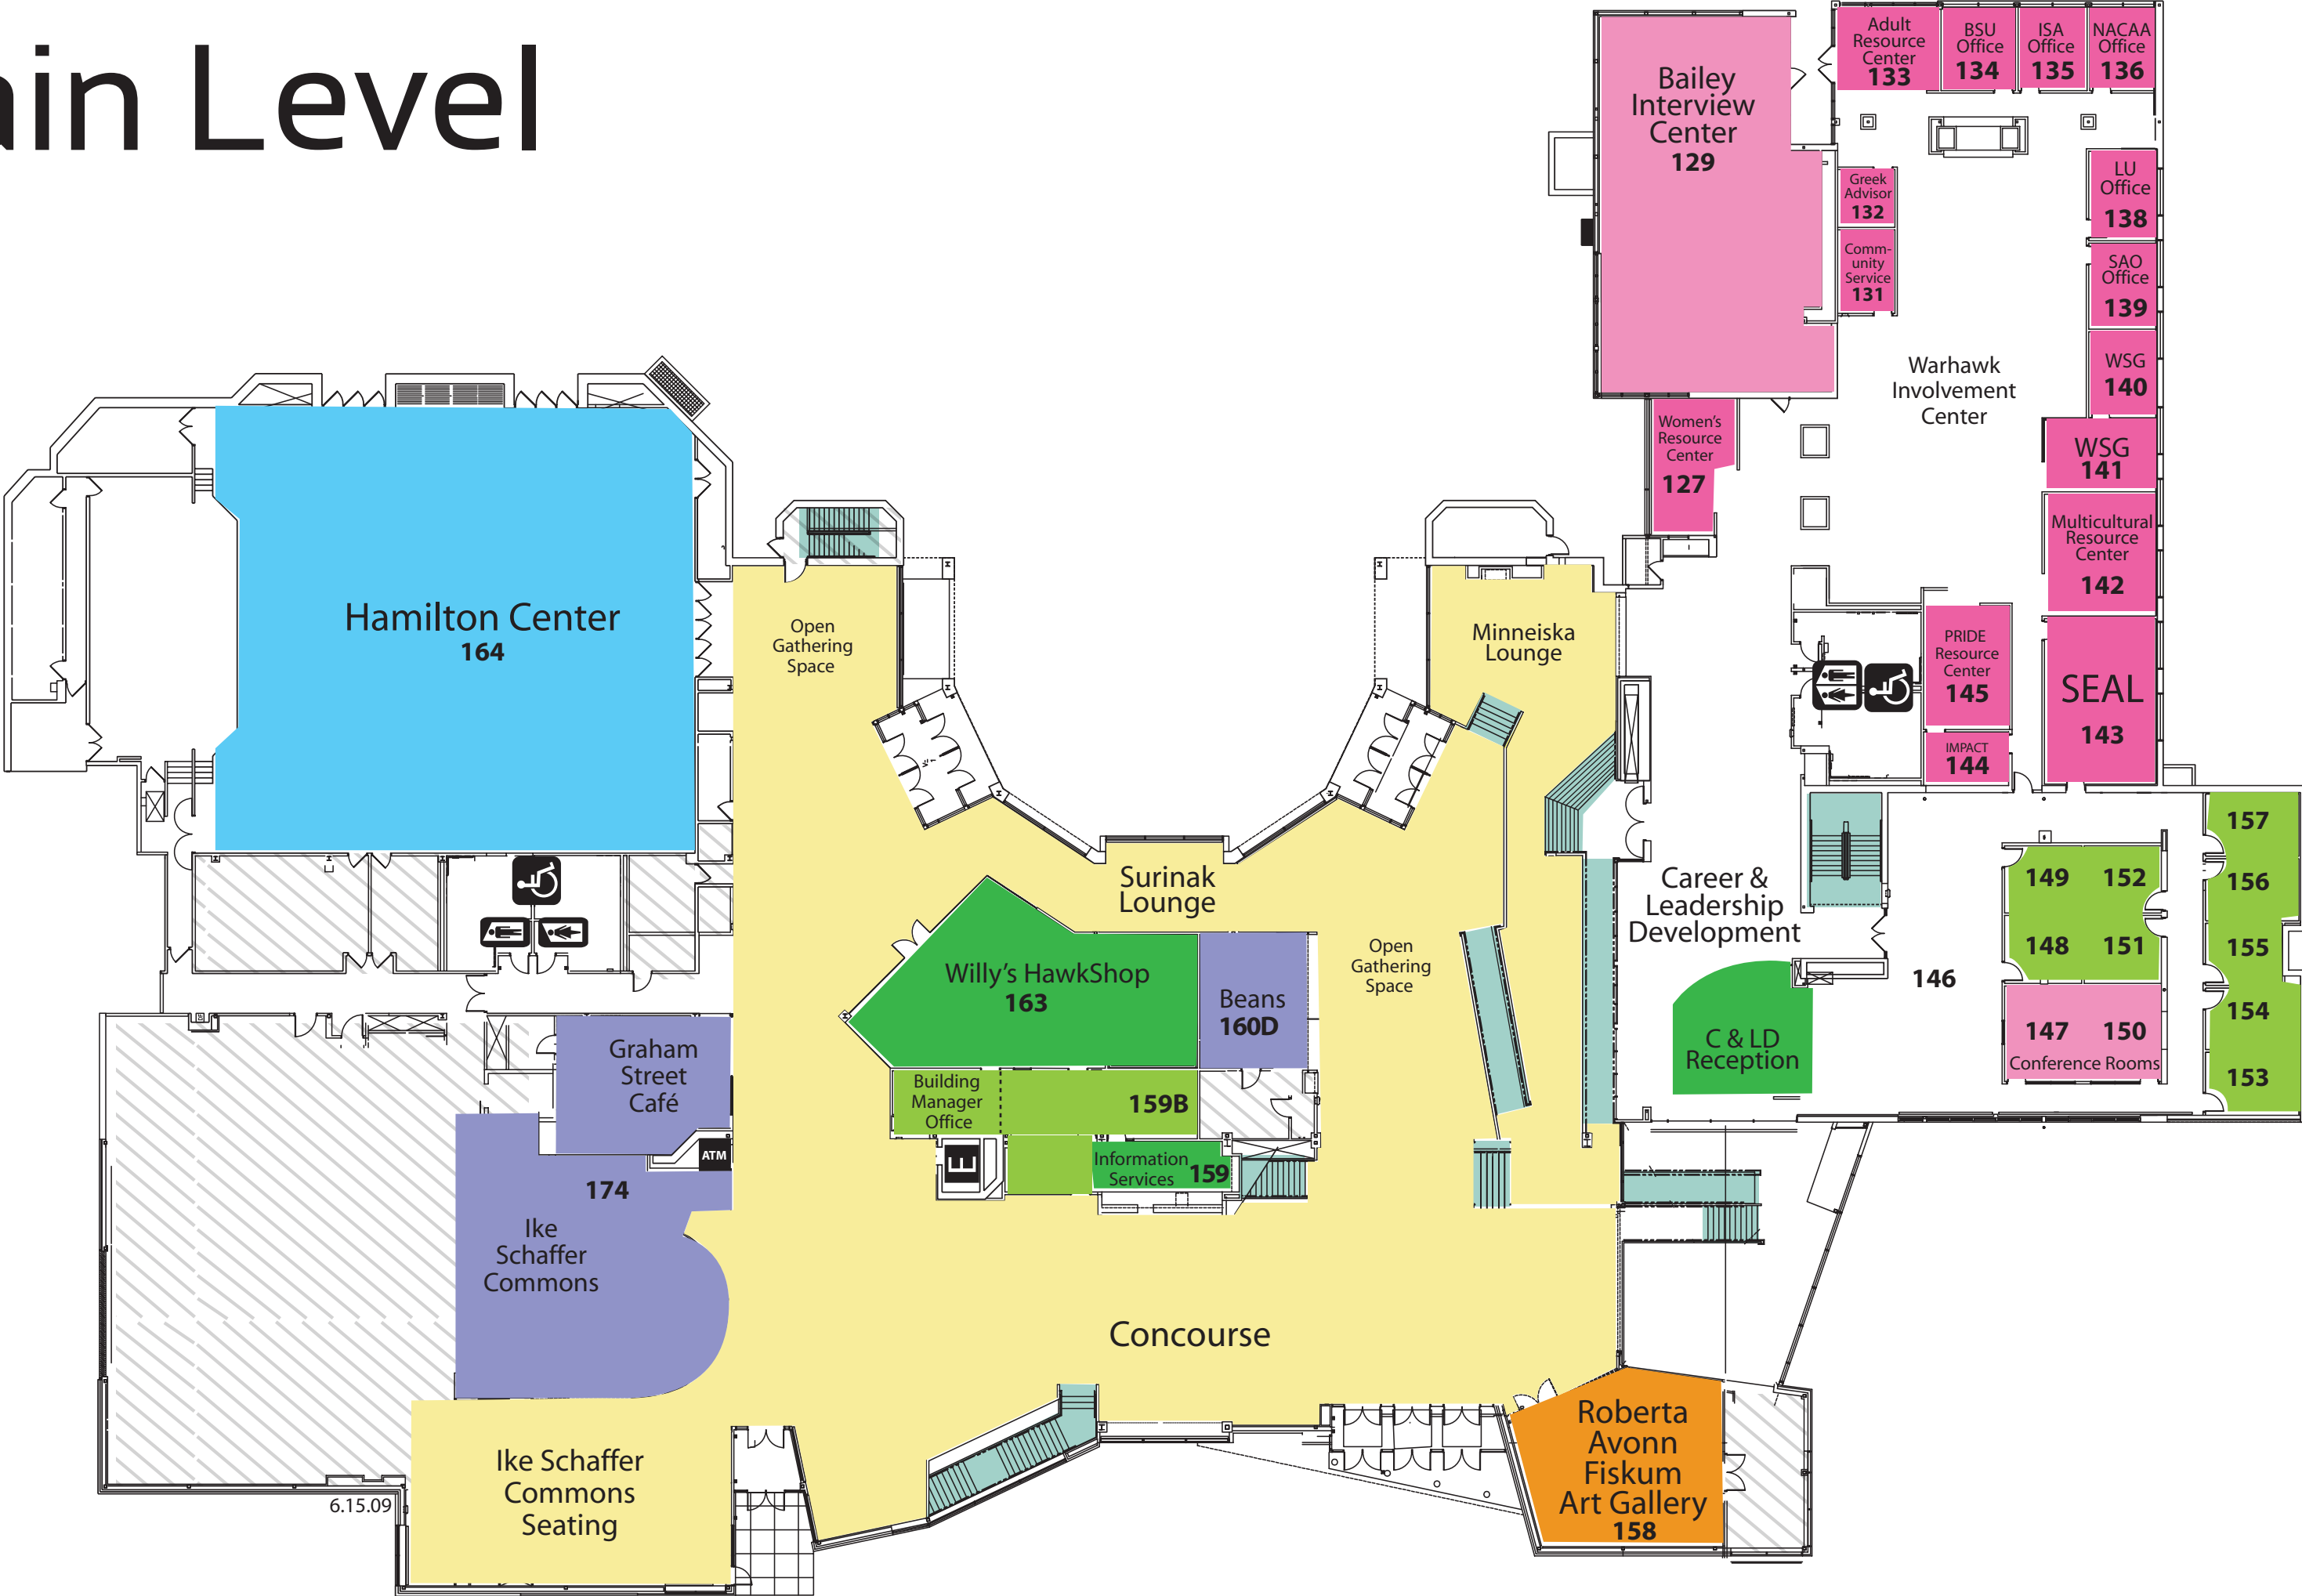 ain Level
Adult
Resource
Center
133
BSU
Office
134
ISA
Office
135
NACAA
Office
136
Bailey
Interview
Center
129
LU
Office
138
Greek
Advisor
132
Comm-
unity
Service
131
SAO
Office
139
Warhawk
Involvement
Center
WSG
140
Women's
Resource
Center
127
WSG
141
Multicultural
Resource
Center
142
Hamilton Center
164
Open
Gathering
Space
Minneiska
Lounge
PRIDE
Resource
Center
145
SEAL
143
IMPACT
144
157
Surinak
Lounge
Career &
Leadership
Development
149 152
156
Open
Gathering
Space
148 151
155
Willy's HawkShop
163
Beans
160D
146
154
C & LD
Reception
147 150
Conference Rooms
153
Graham
Street
Café
Building
Manager
Office
159B
ATM
E
Information
Services 159
174
Ike
Schaffer
Commons
Concourse
Roberta
Avonn
Fiskum
Art Gallery
158
Ike Schaffer
Commons
Seating
6.15.09